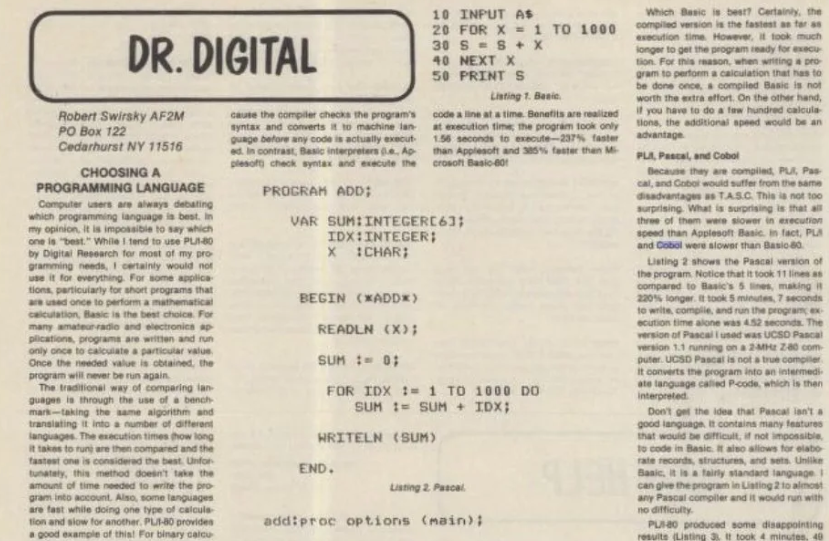 DR. DIGITAL
Robert Swirsky AF2M
PO Box 122
Cedarhurst NY 11516
CHOOSING A
PROGRAMMING LANGUAGE
Computer users are always debating
which programming language is best. In
my opinion, it is impossible to say which
one is "best." While I tend to use PL/I-80
by Digital Research for most of my pro-
gramming needs, I certainly would not
use it for everything. For some applica-
tions, particularly for short programs that
are used once to perform a mathematical
calculation, Basic is the best choice. For
many amateur-radio and electronics ap-
plications, programs are written and run
only once to calculate a particular value.
Once the needed value is obtained, the
program will never be run again.
The traditional way of comparing lan-
guages is through the use of a bench-
mark—taking the same algorithm and
translating it into a number of different
languages. The execution times (how long
it takes to run) are then compared and the
fastest one is considered the best. Unfor-
tunately, this method doesn't take the
amount of time needed to write the pro-
gram into account. Also, some languages
are fast while doing one type of calcula-
tion and slow for another. PL/I-80 provides
a good example of this! For binary calcu-
cause the compiler checks the program's
syntax and converts it to machine lan-
guage before any code is actually execut-
ed. In contrast, Basic interpreters (i.e., Ap-
plesoft) check syntax and execute the
10 INPUT A$
20 FOR X = 1 TO 1000
30 S = S + X
40 NEXT X
50 PRINT S
Listing 1. Basic.
code a line at a time. Benefits are realized
at execution time; the program took only
1.56 seconds to execute—237% faster
than Applesoft and 385% faster than Mi-
crosoft Basic-80!
PROGRAM ADD;
VAR SUM:INTEGER[6];
IDX:INTEGER;
X :CHAR;
BEGIN (*ADD*)
READLN (X);
SUM := 0;
FOR IDX := 1 TO 1000 DO
SUM := SUM + IDX;
WRITELN (SUM)
END.
Listing 2. Pascal.
add:proc options (main);
Which Basic is best? Certainly, the
compiled version is the fastest as far as
execution time. However, it took much
longer to get the program ready for execu-
tion. For this reason, when writing a pro-
gram to perform a calculation that has to
be done once, a compiled Basic is not
worth the extra effort. On the other hand,
if you have to do a few hundred calcula-
tions, the additional speed would be an
advantage.
PL/I, Pascal, and Cobol
Because they are compiled, PL/I, Pas-
cal, and Cobol would suffer from the same
disadvantages as T.A.S.C. This is not too
surprising. What is surprising is that all
three of them were slower in execution
speed than Applesoft Basic. In fact, PL/I
and Cobol were slower than Basic-80.
Listing 2 shows the Pascal version of
the program. Notice that it took 11 lines as
compared to Basic's 5 lines, making it
220% longer. It took 5 minutes, 7 seconds
to write, compile, and run the program; ex-
ecution time alone was 4.52 seconds. The
version of Pascal I used was UCSD Pascal
version 1.1 running on a 2-MHz Z-80 com-
puter. UCSD Pascal is not a true compiler.
It converts the program into an intermedi-
ate language called P-code, which is then
interpreted.
Don't get the idea that Pascal isn't a
good language. It contains many features
that would be difficult, if not impossible,
to code in Basic. It also allows for elabo-
rate records, structures, and sets. Unlike
Basic, it is a fairly standard language. I
can give the program in Listing 2 to almost
any Pascal compiler and it would run with
no difficulty.
PL/I-80 produced some disappointing
results (Listing 3). It took 4 minutes, 49